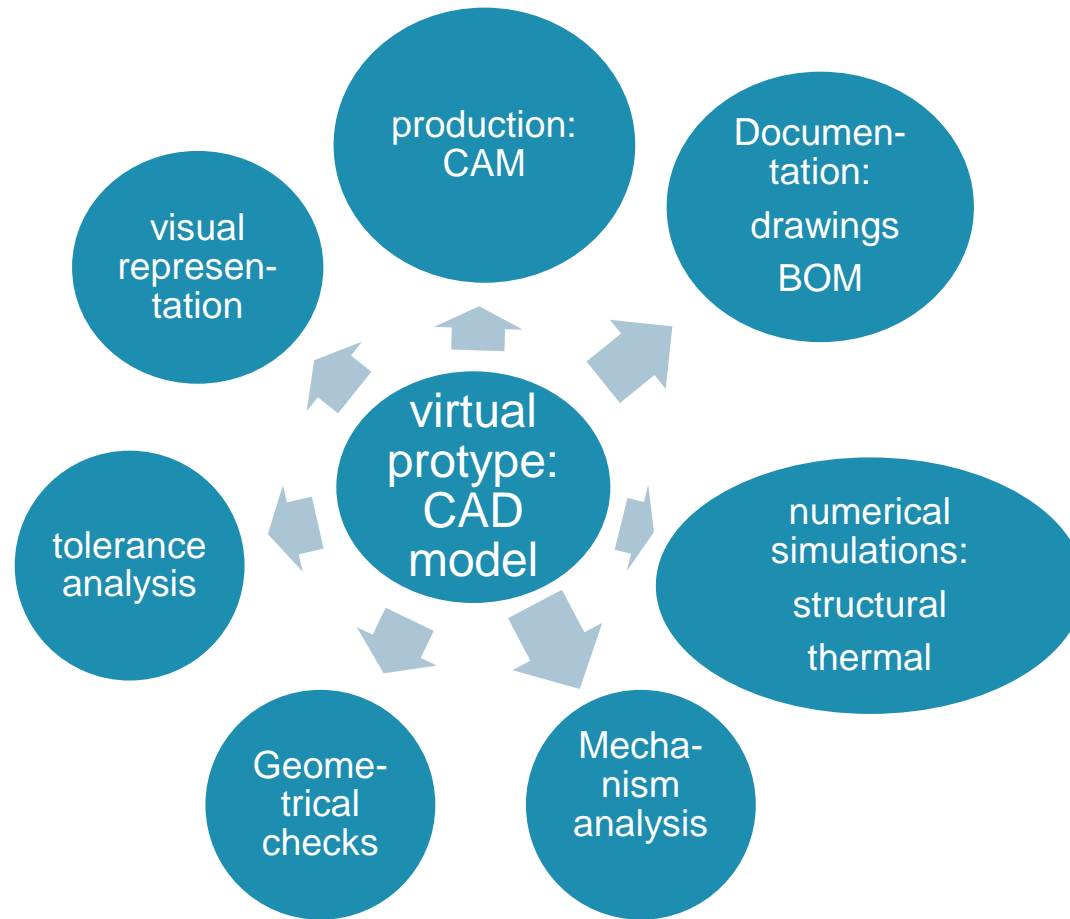 production:
CAM
Documen-
tation:
drawings
BOM
visual
represen-
tation
virtual
protype:
CAD
model
numerical
simulations:
structural
thermal
tolerance
analysis
Geome-
trical
checks
Mecha-
nism
analysis